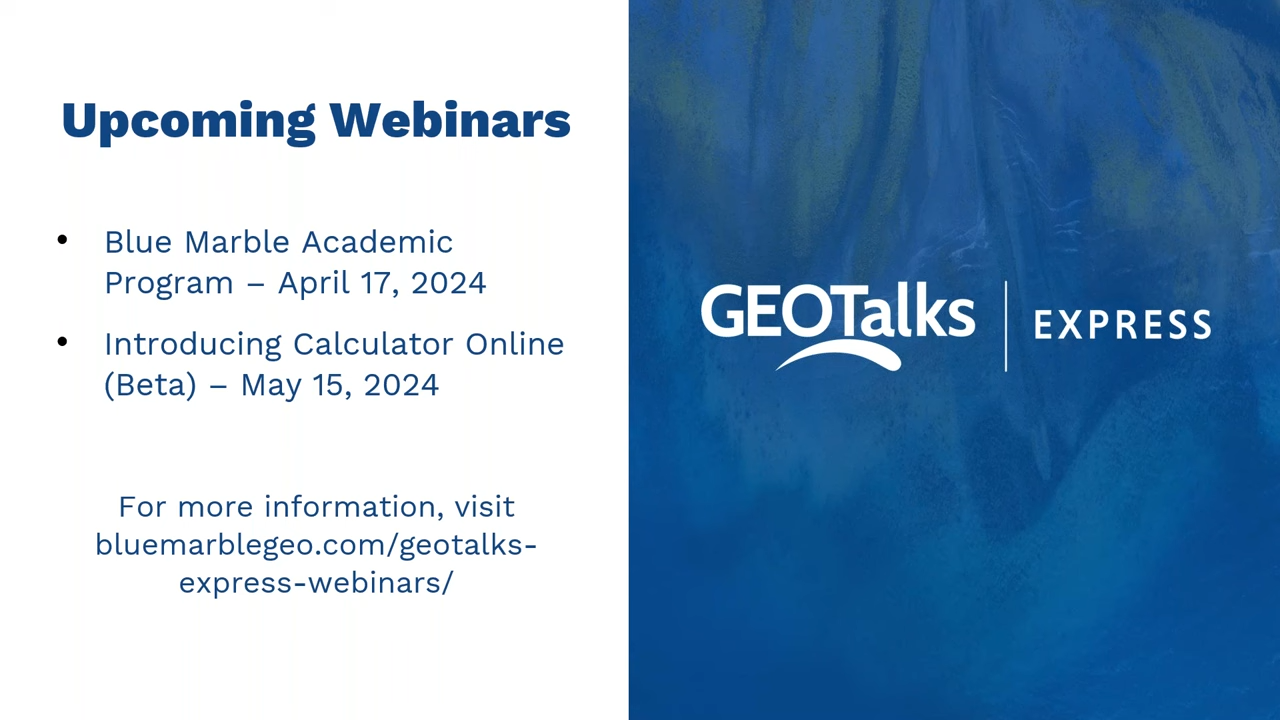 Upcoming Webinars
• Blue Marble Academic
Program – April 17, 2024
• Introducing Calculator Online
(Beta) – May 15, 2024
For more information, visit
bluemarblegeo.com/geotalks-
express-webinars/
GEOTalks | EXPRESS